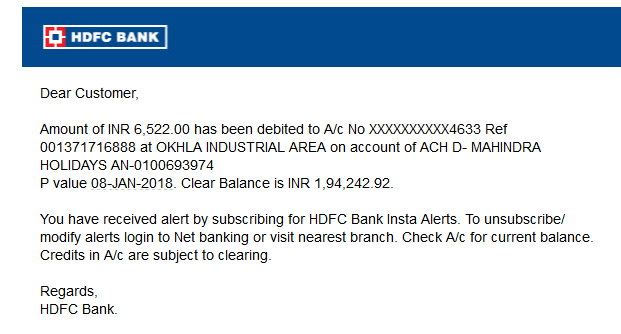 HDFC BANK
Dear Customer,
Amount of INR 6,522.00 has been debited to A/c No XXXXXXXXXX4633 Ref
001371716888 at OKHLA INDUSTRIAL AREA on account of ACH D- MAHINDRA
HOLIDAYS AN-0100693974
P value 08-JAN-2018. Clear Balance is INR 1,94,242.92.
You have received alert by subscribing for HDFC Bank Insta Alerts. To unsubscribe/
modify alerts login to Net banking or visit nearest branch. Check A/c for current balance.
Credits in A/c are subject to clearing.
Regards,
HDFC Bank.